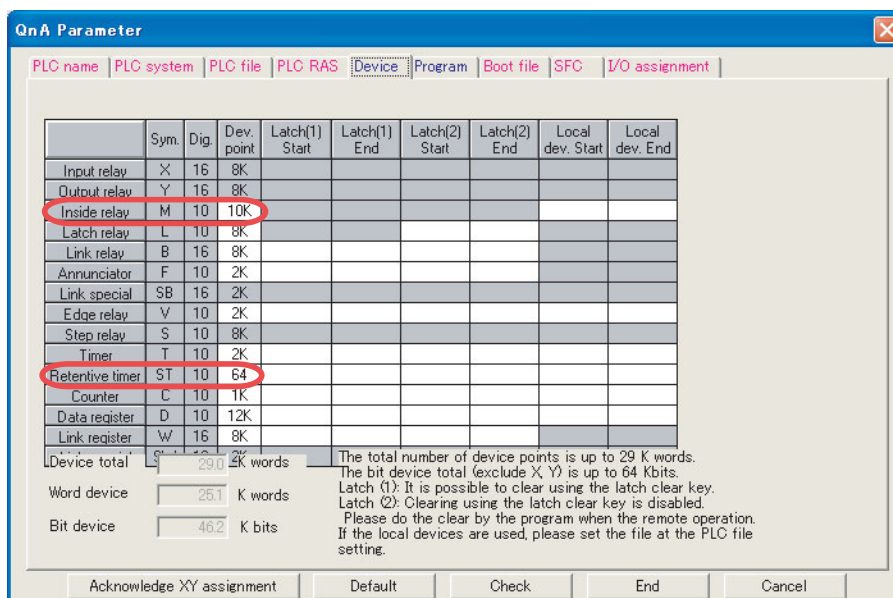 QnA Parameter
PLC name PLC system PLC file PLC RAS Device Program Boot file SFC I/O assignment
Sym. Dig. Dev. point Latch(1) Start Latch(1) End Latch(2) Start Latch(2) End Local dev. Start Local dev. End
Input relay X 16 8K
Output relay Y 16 8K
Inside relay M 10 10K
Latch relay L 10 8K
Link relay B 16 8K
Annunciator F 10 2K
Link special SB 16 2K
Edge relay V 10 2K
Step relay S 10 8K
Timer T 10 2K
Retentive timer ST 10 64
Counter C 10 1K
Data register D 10 12K
Link register W 16 8K
Device total 29.0 K words
Word device 25.1 K words
Bit device 46.2 K bits
The total number of device points is up to 29 K words.
The bit device total (exclude X, Y) is up to 64 Kbits.
Latch (1): It is possible to clear using the latch clear key.
Latch (2): Clearing using the latch clear key is disabled.
Please do the clear by the program when the remote operation.
If the local devices are used, please set the file at the PLC file
setting.
Acknowledge XY assignment Default Check End Cancel